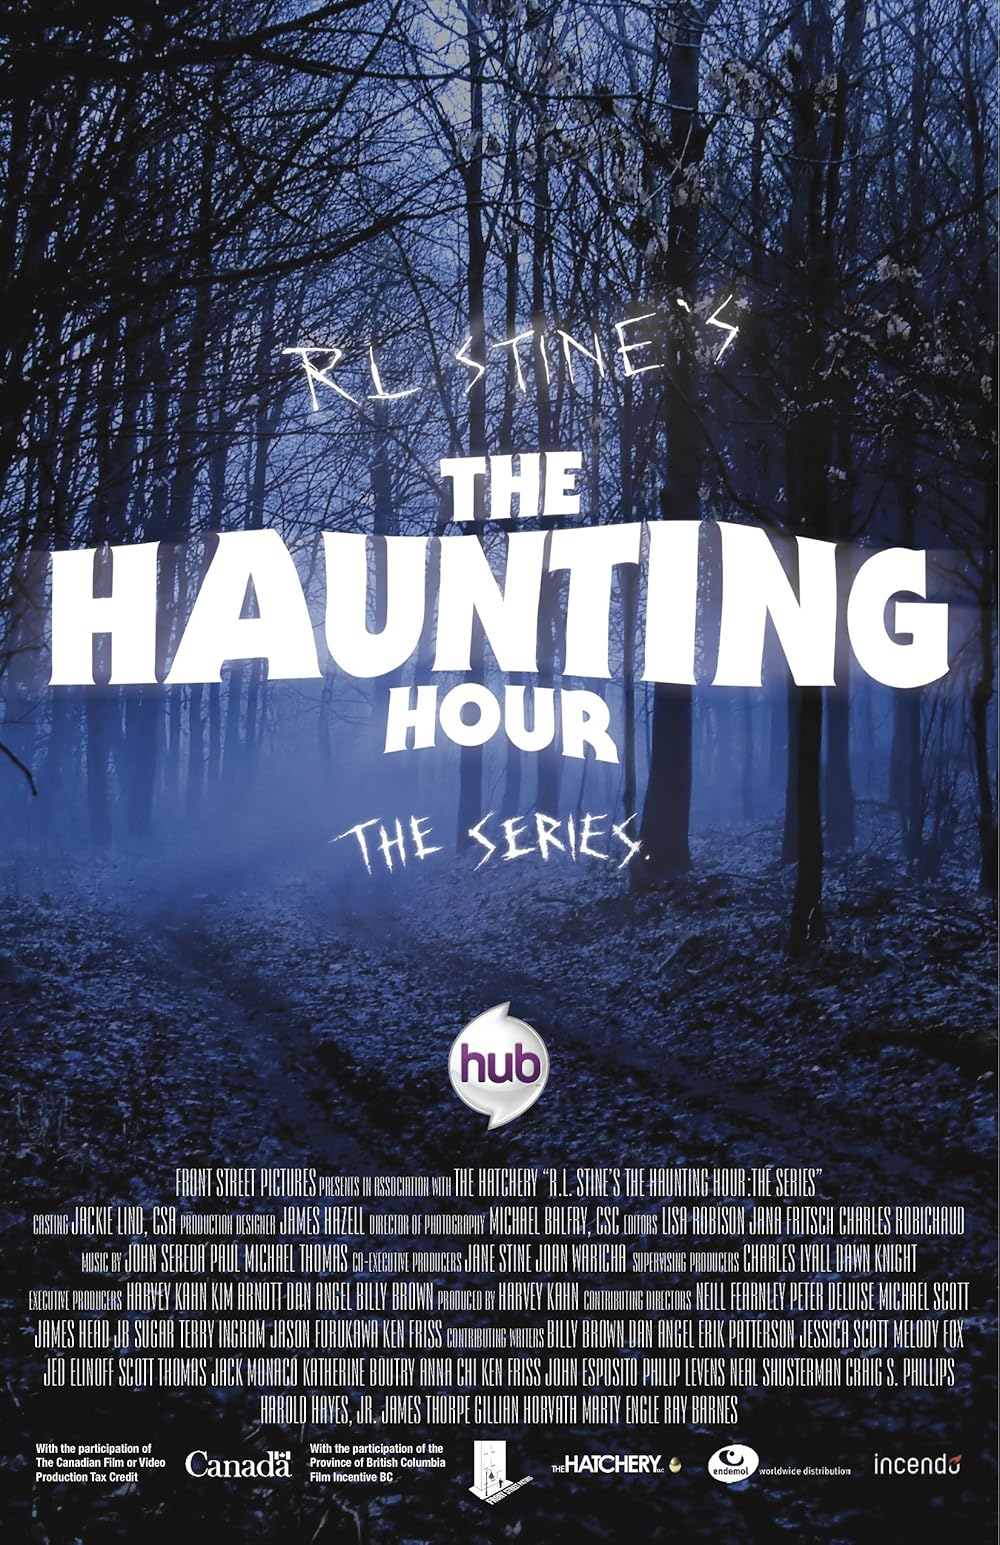 R.L. STINE'S
THE
HAUNTING
HOUR
THE SERIES.
hub
FRONT STREET PICTURES PRESENTS IN ASSOCIATION WITH THE HATCHERY "R.L. STINE'S THE HAUNTING HOUR: THE SERIES"
CASTING JACKIE LIND, CSA PRODUCTION DESIGNER JAMES HAZELL DIRECTOR OF PHOTOGRAPHY MICHAEL BALFRY, CSC EDITORS LISA ROBISON JANA FRITSCH CHARLES ROBICHAUD
MUSIC BY JOHN SEREDA PAUL MICHAEL THOMAS CO-EXECUTIVE PRODUCERS JANE STINE JOAN WARICHA SUPERVISING PRODUCERS CHARLES LYALL DAWN KNIGHT
EXECUTIVE PRODUCERS HARVEY KAHN KIM ARNOTT DAN ANGEL BILLY BROWN PRODUCED BY HARVEY KAHN CONTRIBUTING DIRECTORS NEILL FEARNLEY PETER DELUISE MICHAEL SCOTT
JAMES HEAD JB SUGAR TERRY INGRAM JASON FURUKAWA KEN FRISS CONTRIBUTING WRITERS BILLY BROWN DAN ANGEL ERIK PATTERSON JESSICA SCOTT MELODY FOX
JED ELINOFF SCOTT THOMAS JACK MONACO KATHERINE BOUTRY ANNA CHI KEN FRISS JOHN ESPOSITO PHILIP LEVENS NEAL SHUSTERMAN CRAIG S. PHILLIPS
HAROLD HAYES, JR. JAMES THORPE GILLIAN HORVATH MARTY ENGLE RAY BARNES
With the participation of
The Canadian Film or Video
Production Tax Credit
Canada
With the participation of the
Province of British Columbia
Film Incentive BC
FRONT STREET PICTURES
THE HATCHERY LLC
endemol worldwide distribution
incendo